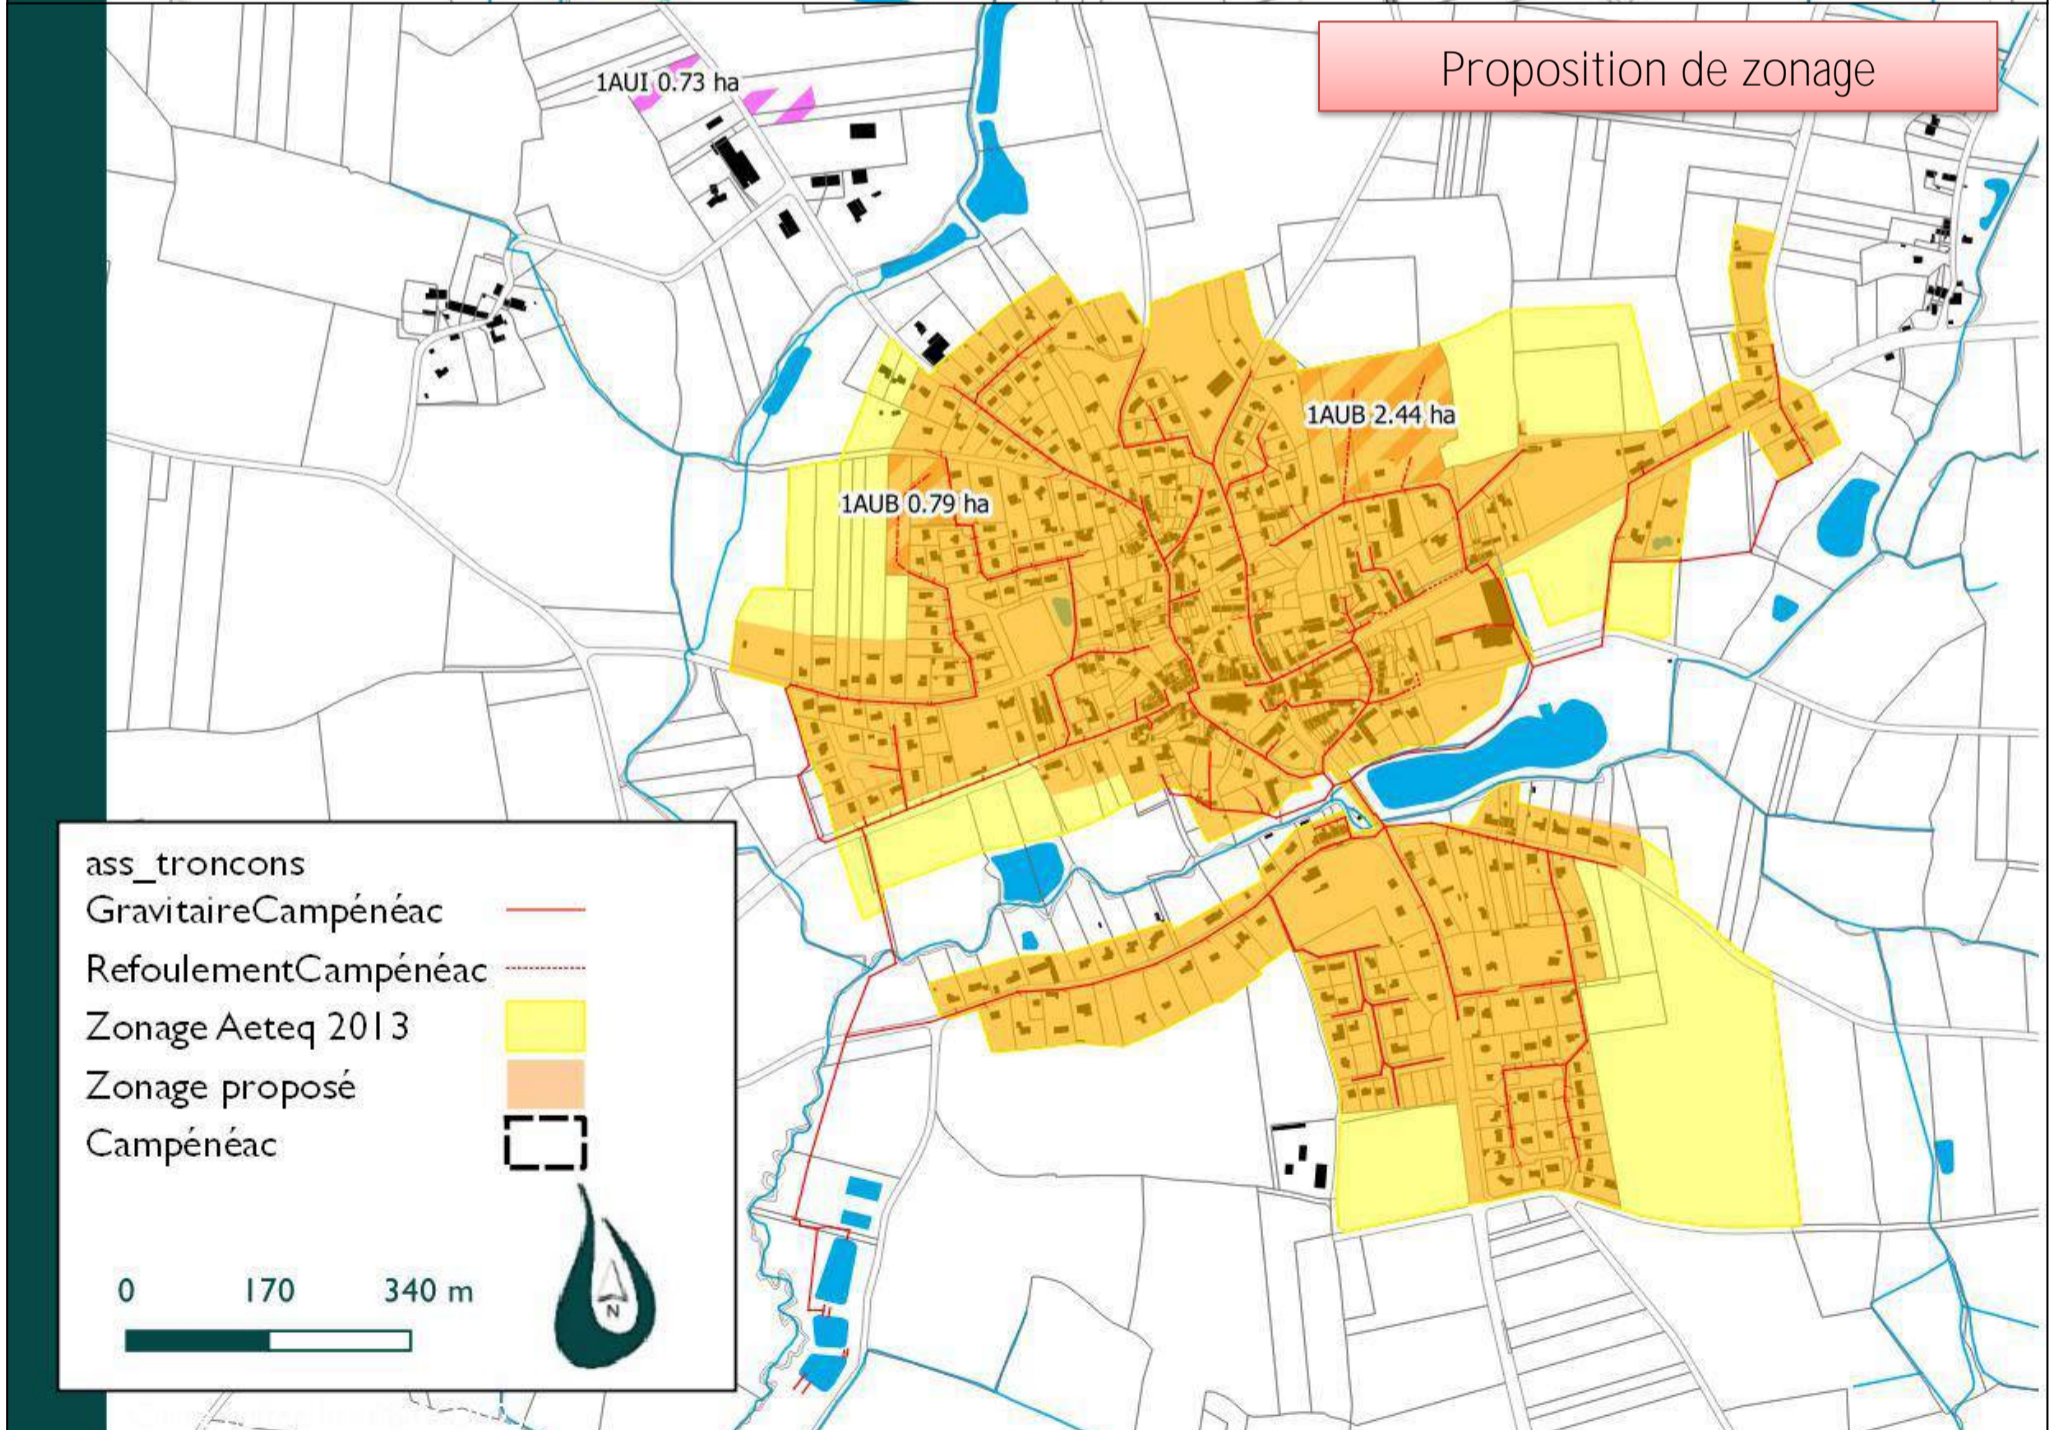 Proposition de zonage
1AUI 0.73 ha
1AUB 2.44 ha
1AUB 0.79 ha
ass_troncons
GravitaireCampénéac
RefoulementCampénéac
Zonage Aeteq 2013
Zonage proposé
Campénéac
N
0 170 340 m